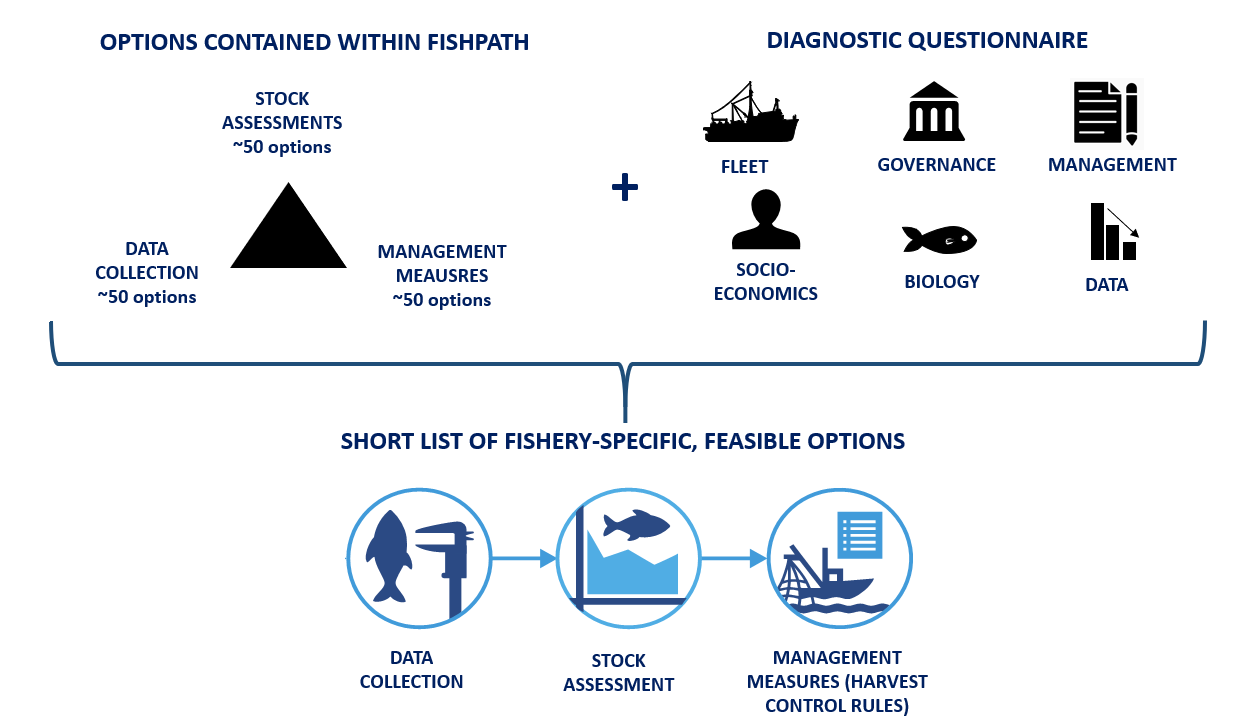 OPTIONS CONTAINED WITHIN FISHPATH
STOCK
ASSESSMENTS
~50 options
DATA
COLLECTION
~50 options
MANAGEMENT
MEAUSRES
~50 options
+
DIAGNOSTIC QUESTIONNAIRE
FLEET
GOVERNANCE
MANAGEMENT
SOCIO-
ECONOMICS
BIOLOGY
DATA
SHORT LIST OF FISHERY-SPECIFIC, FEASIBLE OPTIONS
DATA
COLLECTION
STOCK
ASSESSMENT
MANAGEMENT
MEASURES (HARVEST
CONTROL RULES)